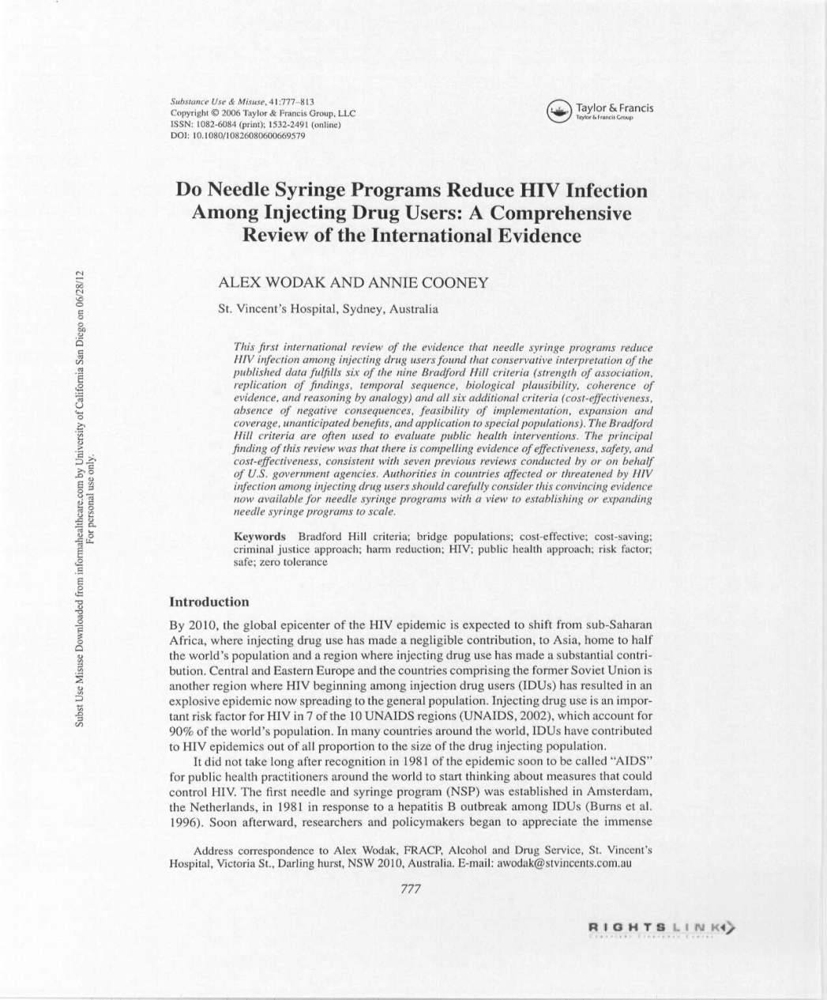 Substance Use & Misuse, 41:777–813
Copyright © 2006 Taylor & Francis Group, LLC
ISSN: 1082-6084 (print); 1532-2491 (online)
DOI: 10.1080/10826080600669579
Taylor & Francis
Taylor & Francis Group
Do Needle Syringe Programs Reduce HIV Infection
Among Injecting Drug Users: A Comprehensive
Review of the International Evidence
ALEX WODAK AND ANNIE COONEY
St. Vincent's Hospital, Sydney, Australia
This first international review of the evidence that needle syringe programs reduce
HIV infection among injecting drug users found that conservative interpretation of the
published data fulfills six of the nine Bradford Hill criteria (strength of association,
replication of findings, temporal sequence, biological plausibility, coherence of
evidence, and reasoning by analogy) and all six additional criteria (cost-effectiveness,
absence of negative consequences, feasibility of implementation, expansion and
coverage, unanticipated benefits, and application to special populations). The Bradford
Hill criteria are often used to evaluate public health interventions. The principal
finding of this review was that there is compelling evidence of effectiveness, safety, and
cost-effectiveness, consistent with seven previous reviews conducted by or on behalf
of U.S. government agencies. Authorities in countries affected or threatened by HIV
infection among injecting drug users should carefully consider this convincing evidence
now available for needle syringe programs with a view to establishing or expanding
needle syringe programs to scale.
Keywords Bradford Hill criteria; bridge populations; cost-effective; cost-saving;
criminal justice approach; harm reduction; HIV; public health approach; risk factor;
safe; zero tolerance
Introduction
By 2010, the global epicenter of the HIV epidemic is expected to shift from sub-Saharan
Africa, where injecting drug use has made a negligible contribution, to Asia, home to half
the world's population and a region where injecting drug use has made a substantial contri-
bution. Central and Eastern Europe and the countries comprising the former Soviet Union is
another region where HIV beginning among injection drug users (IDUs) has resulted in an
explosive epidemic now spreading to the general population. Injecting drug use is an impor-
tant risk factor for HIV in 7 of the 10 UNAIDS regions (UNAIDS, 2002), which account for
90% of the world's population. In many countries around the world, IDUs have contributed
to HIV epidemics out of all proportion to the size of the drug injecting population.
It did not take long after recognition in 1981 of the epidemic soon to be called "AIDS"
for public health practitioners around the world to start thinking about measures that could
control HIV. The first needle and syringe program (NSP) was established in Amsterdam,
the Netherlands, in 1981 in response to a hepatitis B outbreak among IDUs (Burns et al.
1996). Soon afterward, researchers and policymakers began to appreciate the immense
Address correspondence to Alex Wodak, FRACP, Alcohol and Drug Service, St. Vincent's
Hospital, Victoria St., Darling hurst, NSW 2010, Australia. E-mail: awodak@stvincents.com.au
777
RIGHTSLINK
Subst Use Misuse Downloaded from informahealthcare.com by University of California San Diego on 06/28/12
For personal use only.